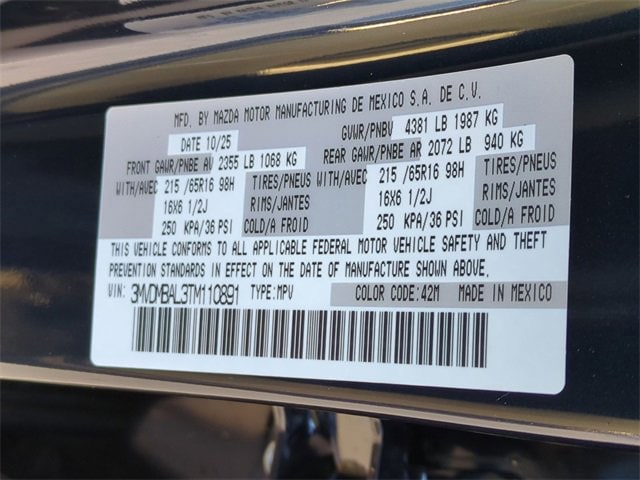 MFD. BY MAZDA MOTOR MANUFACTURING DE MEXICO S.A. DE C.V.
DATE 10/25 GVWR/PNBV 4381 LB 1987 KG
FRONT GAWR/PNBE AV 2355 LB 1068 KG REAR GAWR/PNBE AR 2072 LB 940 KG
WITH/AVEC 215 /65R16 98H TIRES/PNEUS WITH/AVEC 215 /65R16 98H TIRES/PNEUS
16X6 1/2J RIMS/JANTES 16X6 1/2J RIMS/JANTES
250 KPA/36 PSI COLD/A FROID 250 KPA/36 PSI COLD/A FROID
THIS VEHICLE CONFORMS TO ALL APPLICABLE FEDERAL MOTOR VEHICLE SAFETY AND THEFT
PREVENTION STANDARDS IN EFFECT ON THE DATE OF MANUFACTURE SHOWN ABOVE.
VIN: 3MVDMBAL3TM110891 TYPE:MPV COLOR CODE:42M MADE IN MEXICO